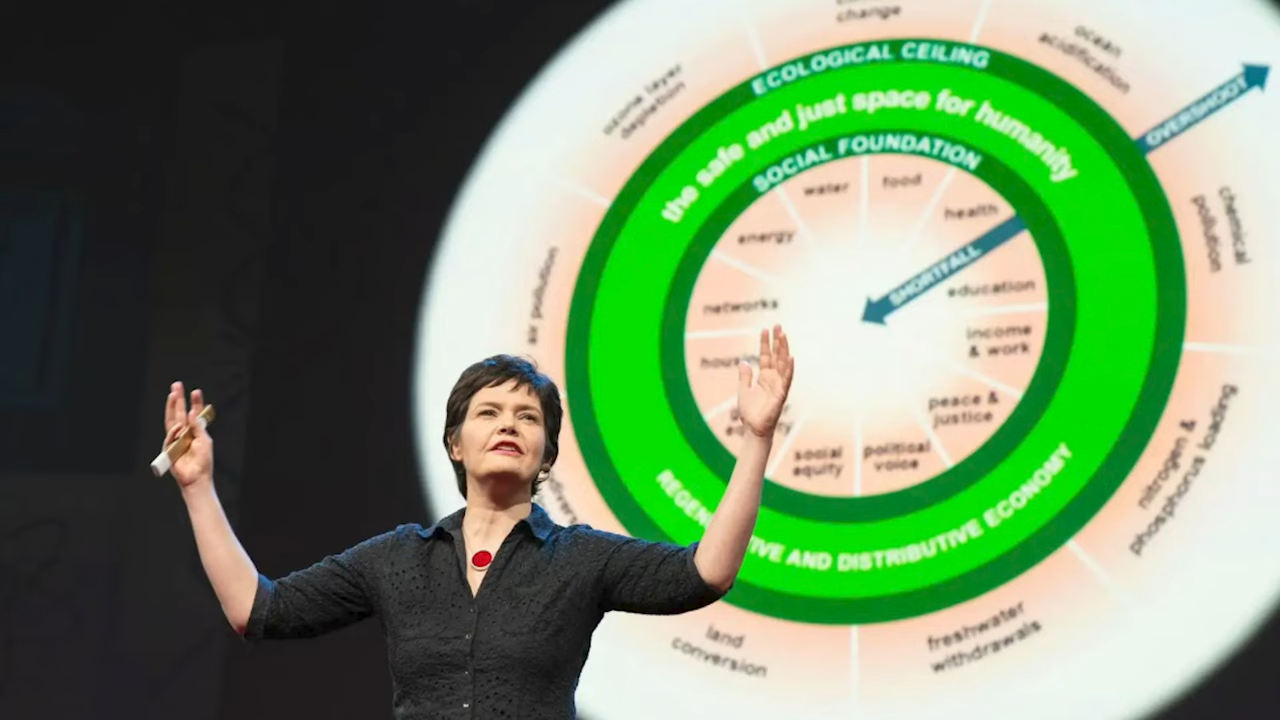 change
ocean
acidification
ozone layer
depletion
ECOLOGICAL CEILING
the safe and just space for humanity
SOCIAL FOUNDATION
OVERSHOOT
water
food
health
energy
SHORTFALL
chemical
pollution
air pollution
networks
education
income
& work
peace &
justice
social
equity
political
voice
nitrogen &
phosphorus loading
AND DISTRIBUTIVE ECONOMY
land
conversion
freshwater
withdrawals